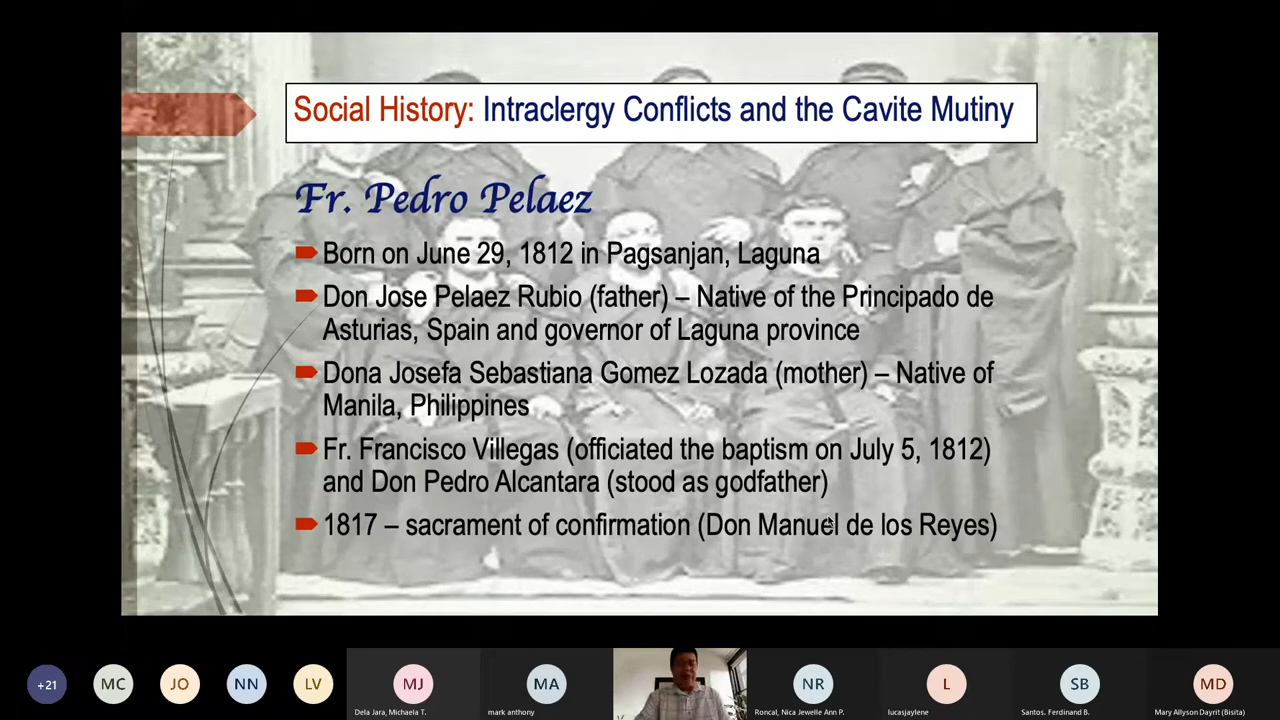 Social History: Intraclergy Conflicts and the Cavite Mutiny
Fr. Pedro Pelaez
Born on June 29, 1812 in Pagsanjan, Laguna
Don Jose Pelaez Rubio (father) – Native of the Principado de
Asturias, Spain and governor of Laguna province
Dona Josefa Sebastiana Gomez Lozada (mother) – Native of
Manila, Philippines
Fr. Francisco Villegas (officiated the baptism on July 5, 1812)
and Don Pedro Alcantara (stood as godfather)
1817 – sacrament of confirmation (Don Manuel de los Reyes)
+21
MC
JO
NN
LV
MJ
MA
NR
L
SB
MD
Dela Jara, Michaela T.
mark anthony
Roncal, Nica Jewelle Ann P.
lucasjaylene
Santos. Ferdinand B.
Mary Allyson Dayrit (Bisita)